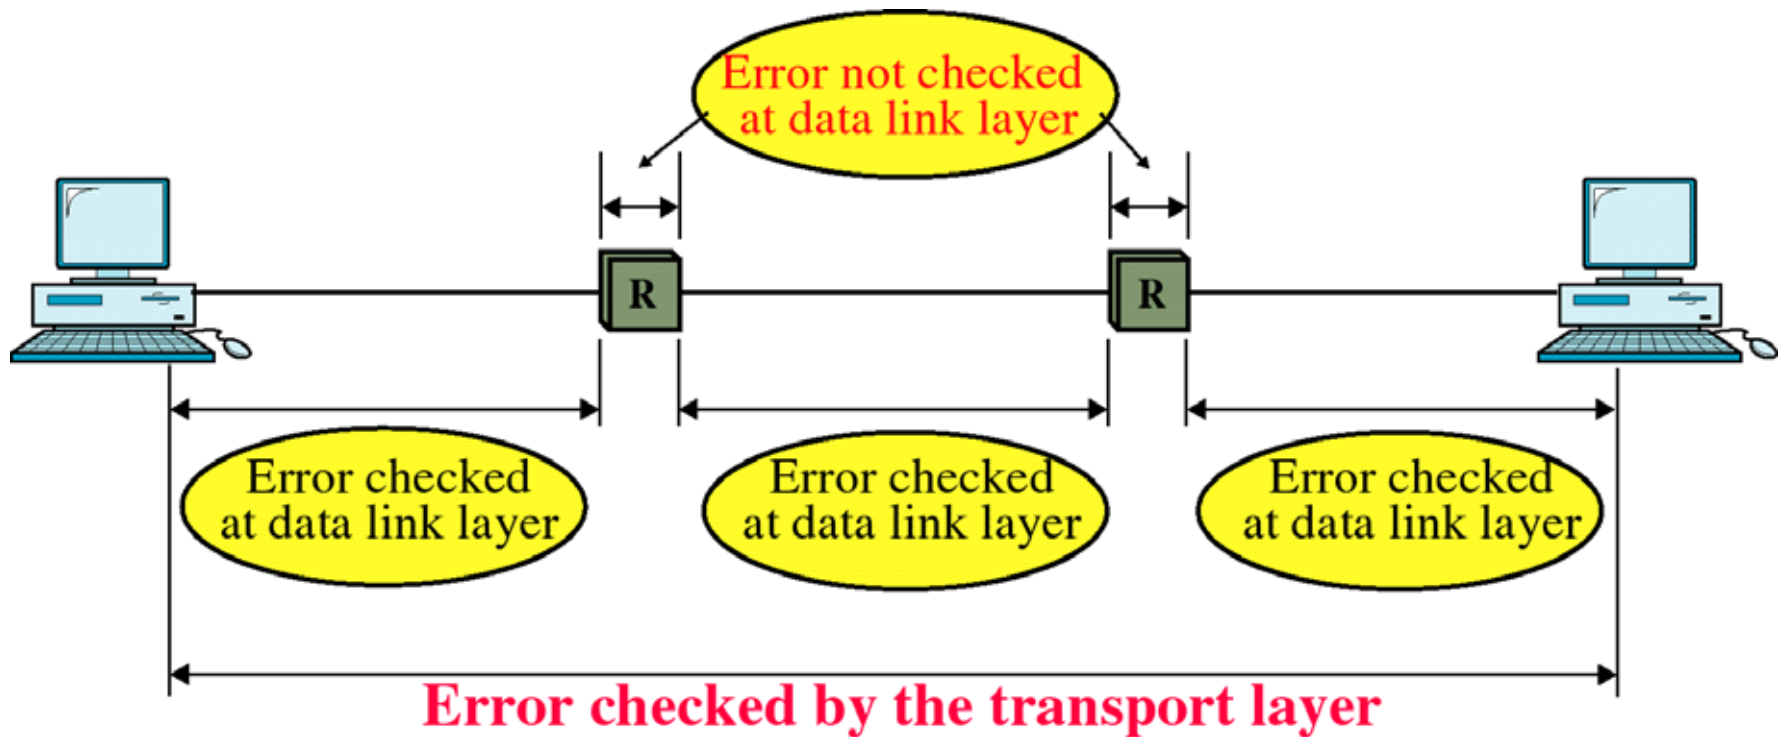 Error not checked
at data link layer
R
R
Error checked
at data link layer
Error checked
at data link layer
Error checked
at data link layer
Error checked by the transport layer